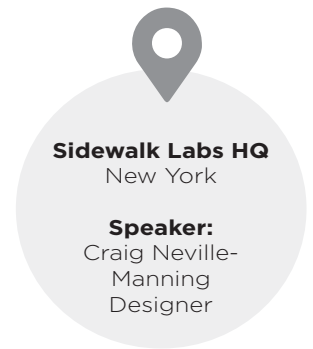 Sidewalk Labs HQ
New York
Speaker:
Craig Neville-
Manning
Designer